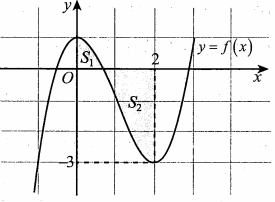 y
S₁
2
y = f(x)
O
x
S₂
-3